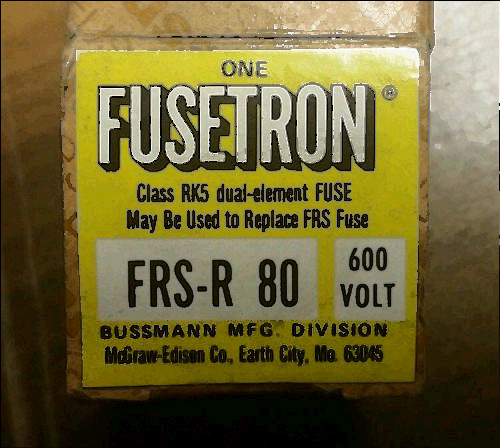 ONE
FUSETRON®
Class RK5 dual-element FUSE
May Be Used to Replace FRS Fuse
FRS-R 80
600
VOLT
BUSSMANN MFG. DIVISION
McGraw-Edison Co., Earth City, Mo. 63045